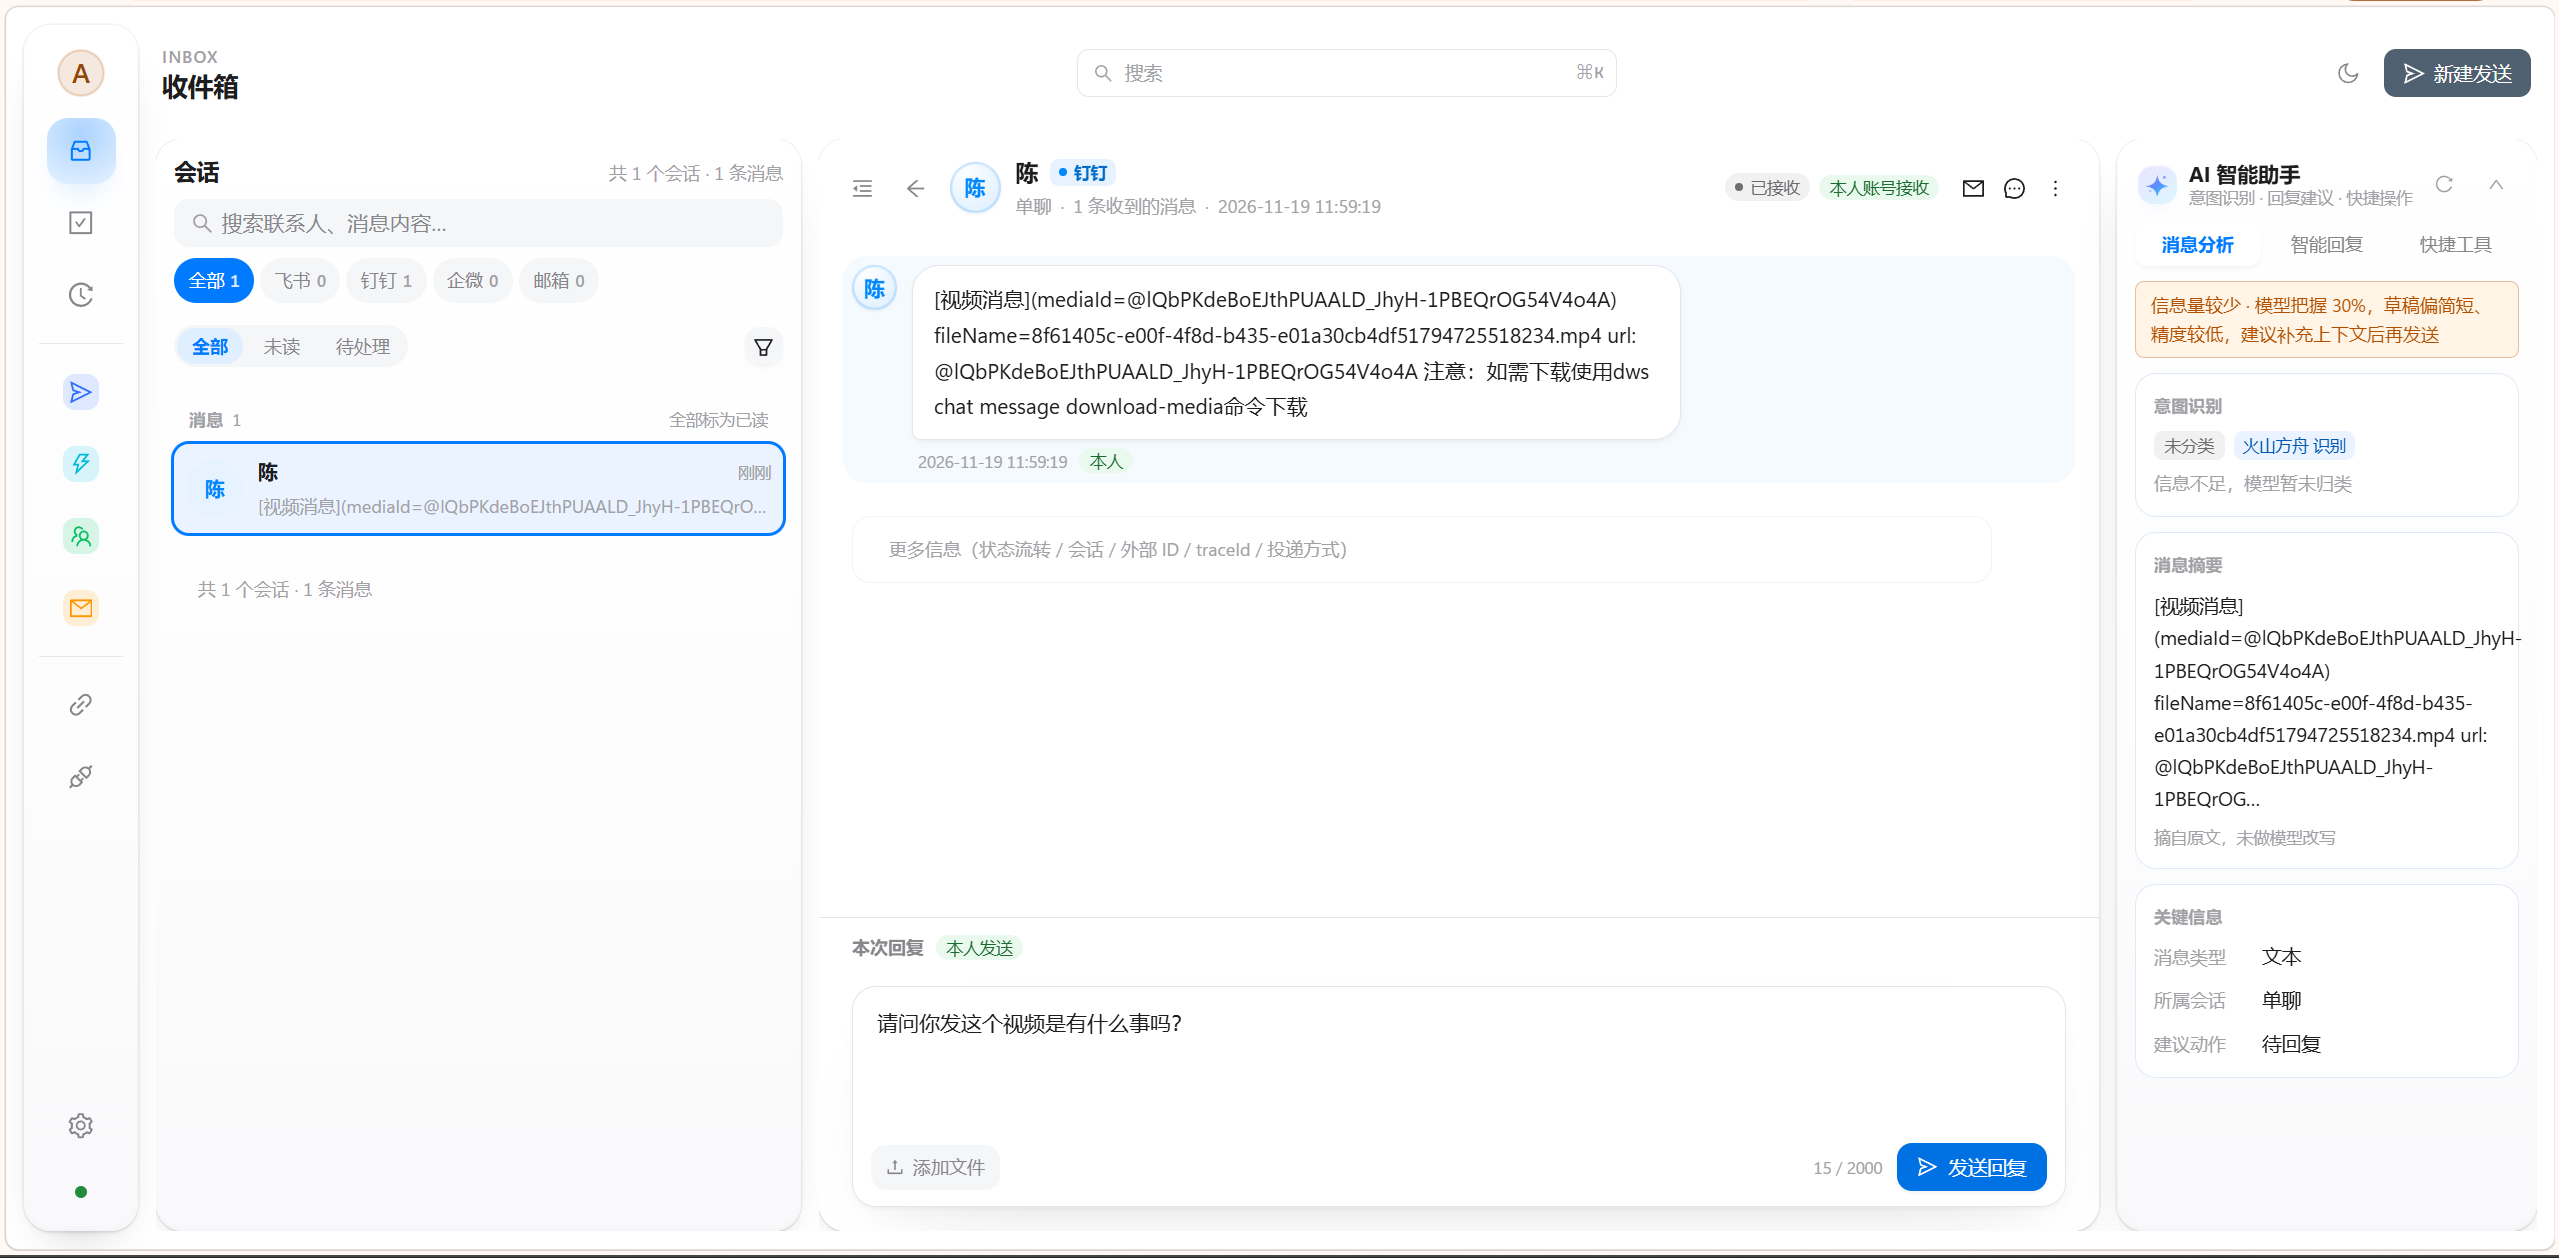 A
INBOX
收件箱
搜索
⌘K
新建发送
会话
共 1 个会话 · 1 条消息
搜索联系人、消息内容...
全部 1
飞书 0
钉钉 1
企微 0
邮箱 0
全部
未读
待处理
消息 1
全部标为已读
陈
陈
刚刚
[视频消息](mediaId=@lQbPKdeBoEJthPUAALD_JhyH-1PBEQrO...
共 1 个会话 · 1 条消息
陈
陈
钉钉
单聊 · 1 条收到的消息 · 2026-11-19 11:59:19
已接收
本人账号接收
陈
[视频消息](mediaId=@lQbPKdeBoEJthPUAALD_JhyH-1PBEQrOG54V4o4A)
fileName=8f61405c-e00f-4f8d-b435-e01a30cb4df51794725518234.mp4 url:
@lQbPKdeBoEJthPUAALD_JhyH-1PBEQrOG54V4o4A 注意：如需下载使用dws
chat message download-media命令下载
2026-11-19 11:59:19
本人
更多信息（状态流转 / 会话 / 外部 ID / traceId / 投递方式）
本次回复
本人发送
请问你发这个视频是有什么事吗？
添加文件
15 / 2000
发送回复
AI 智能助手
意图识别 · 回复建议 · 快捷操作
消息分析
智能回复
快捷工具
信息量较少 · 模型把握 30%，草稿偏简短、
精度较低，建议补充上下文后再发送
意图识别
未分类
火山方舟 识别
信息不足，模型暂未归类
消息摘要
[视频消息]
(mediaId=@lQbPKdeBoEJthPUAALD_JhyH-
1PBEQrOG54V4o4A)
fileName=8f61405c-e00f-4f8d-b435-
e01a30cb4df51794725518234.mp4 url:
@lQbPKdeBoEJthPUAALD_JhyH-
1PBEQrOG...
摘自原文，未做模型改写
关键信息
消息类型 文本
所属会话 单聊
建议动作 待回复